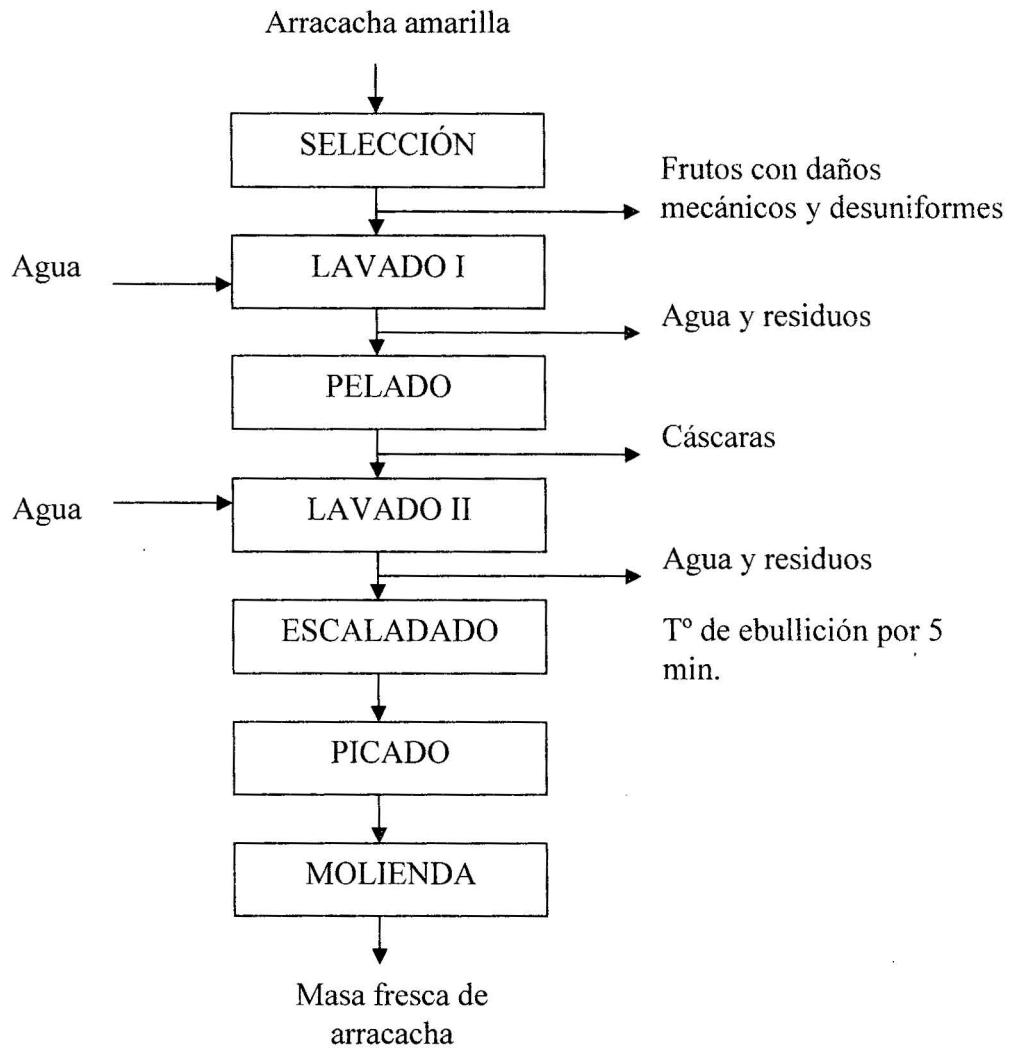 Arracacha amarilla
SELECCIÓN
Frutos con daños
mecánicos y desuniformes
Agua
LAVADO I
Agua y residuos
PELADO
Cáscaras
Agua
LAVADO II
Agua y residuos
ESCALADADO
Tº de ebullición por 5
min.
PICADO
MOLIENDA
Masa fresca de
arracacha